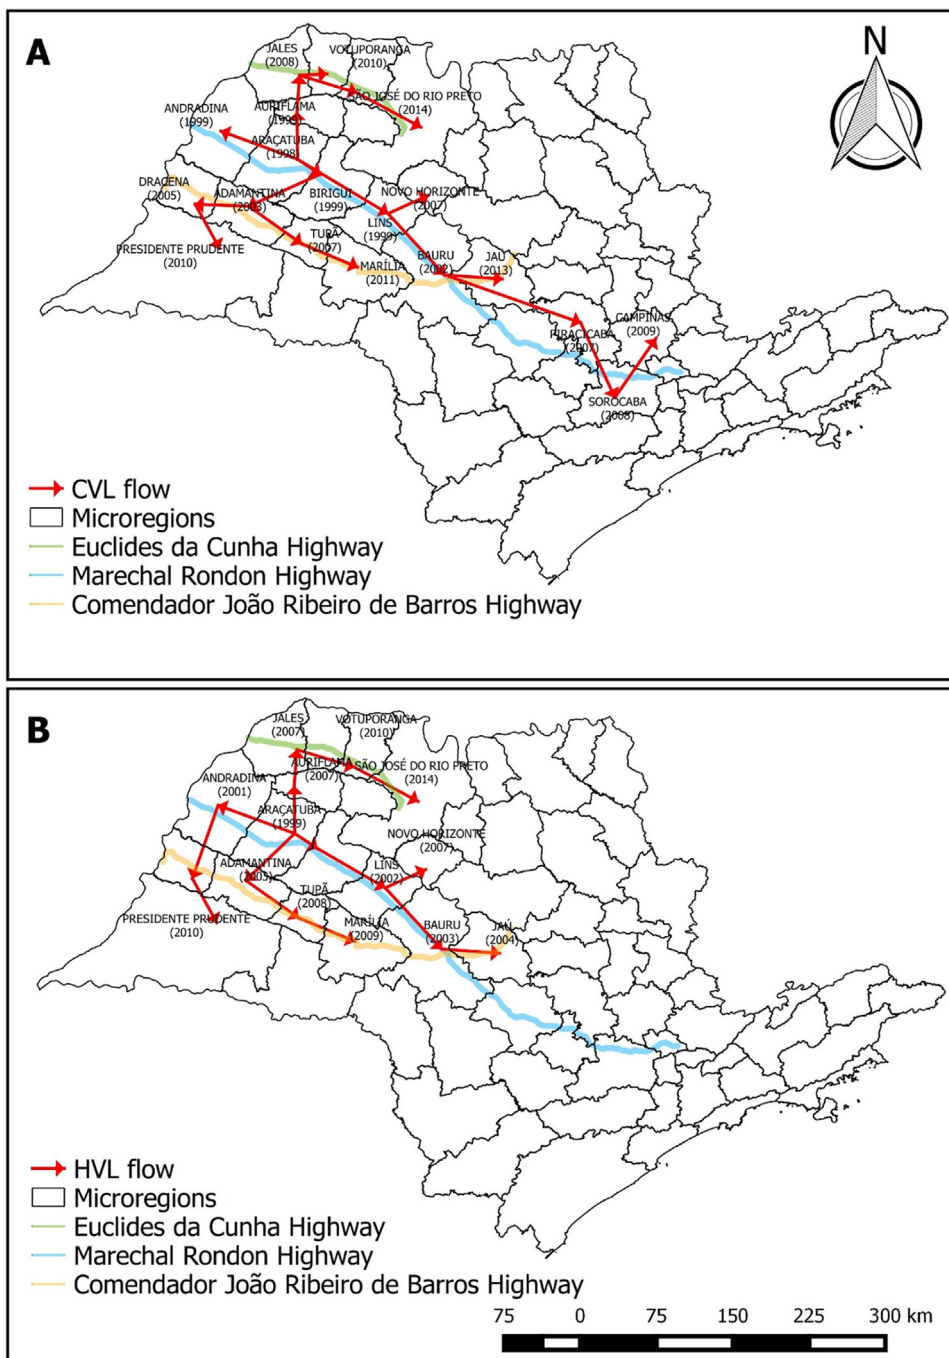 A
N
JALES
(2008)
VOTUPORANGA
(2010)
SÃO JOSÉ DO RIO PRETO
(2014)
ANDRADINA
(1999)
AURIFLAMA
(1999)
ARAÇATUBA
(1998)
DRACENA
(2005)
ADAMANTINA
(2003)
BIRIGUI
(1999)
NOVO HORIZONTE
(2007)
LINS
(1999)
TUPÃ
(2007)
PRESIDENTE PRUDENTE
(2010)
MARÍLIA
(2011)
BAURU
(2002)
JAÚ
(2013)
CAMPINAS
(2009)
PIRACICABA
(2007)
SOROCABA
(2008)
CVL flow
Microregions
Euclides da Cunha Highway
Marechal Rondon Highway
Comendador João Ribeiro de Barros Highway
B
JALES
(2007)
VOTUPORANGA
(2010)
AURIFLAMA
(2007)
SÃO JOSÉ DO RIO PRETO
(2014)
ANDRADINA
(2001)
ARAÇATUBA
(1999)
NOVO HORIZONTE
(2007)
ADAMANTINA
(2003)
LINS
(2002)
TUPÃ
(2008)
PRESIDENTE PRUDENTE
(2010)
MARÍLIA
(2009)
BAURU
(2003)
JAÚ
(2004)
HVL flow
Microregions
Euclides da Cunha Highway
Marechal Rondon Highway
Comendador João Ribeiro de Barros Highway
75 0 75 150 225 300 km